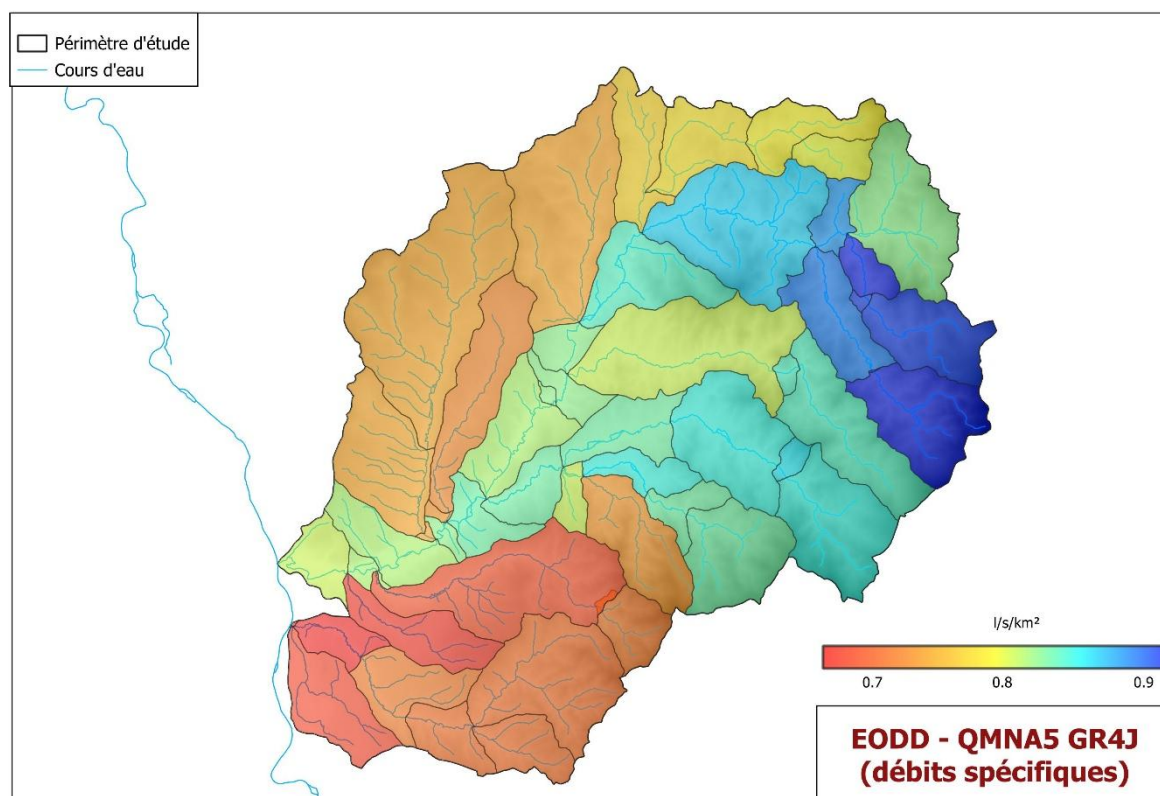 Périmètre d'étude
Cours d'eau
l/s/km²
0.7 0.8 0.9
EODD - QMNA5 GR4J
(débits spécifiques)